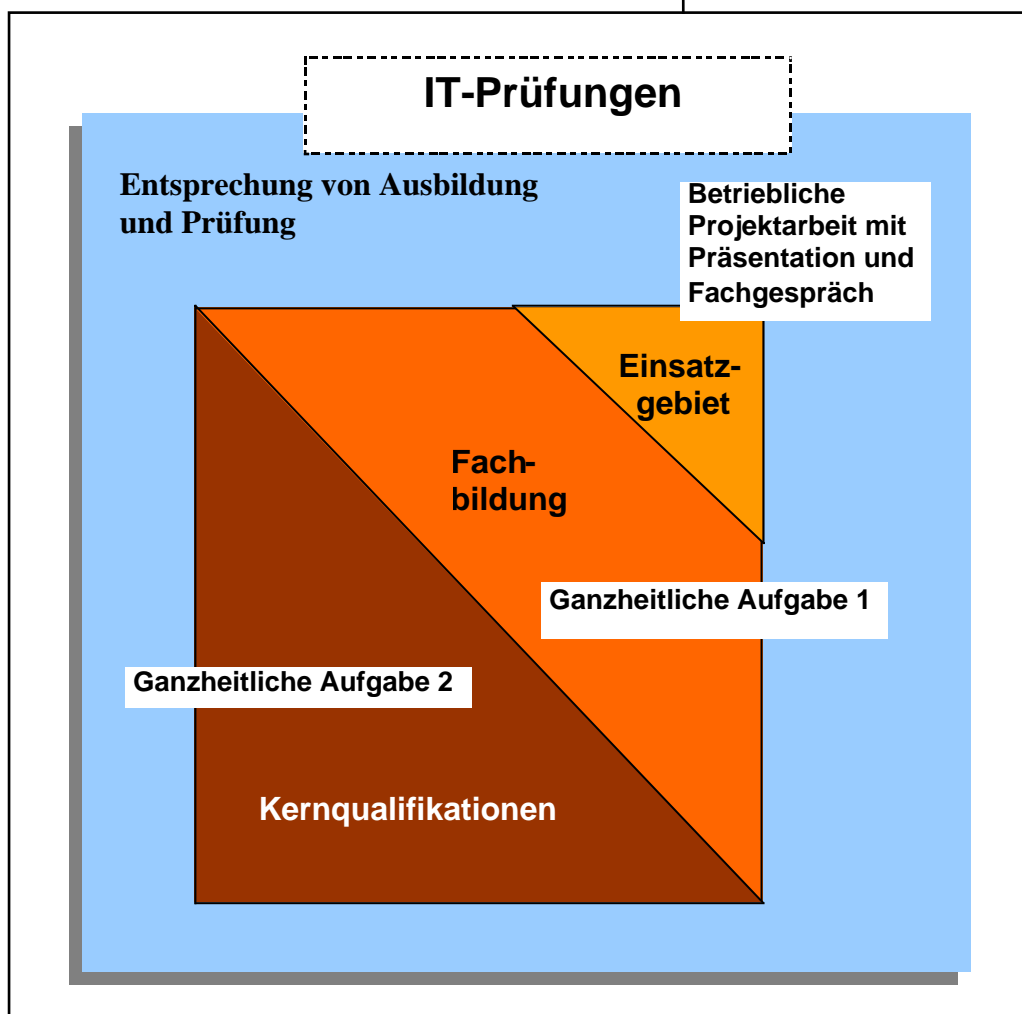 IT-Prüfungen
Entsprechung von Ausbildung
und Prüfung
Betriebliche
Projektarbeit mit
Präsentation und
Fachgespräch
Einsatz-
gebiet
Fach-
bildung
Ganzheitliche Aufgabe 1
Ganzheitliche Aufgabe 2
Kernqualifikationen